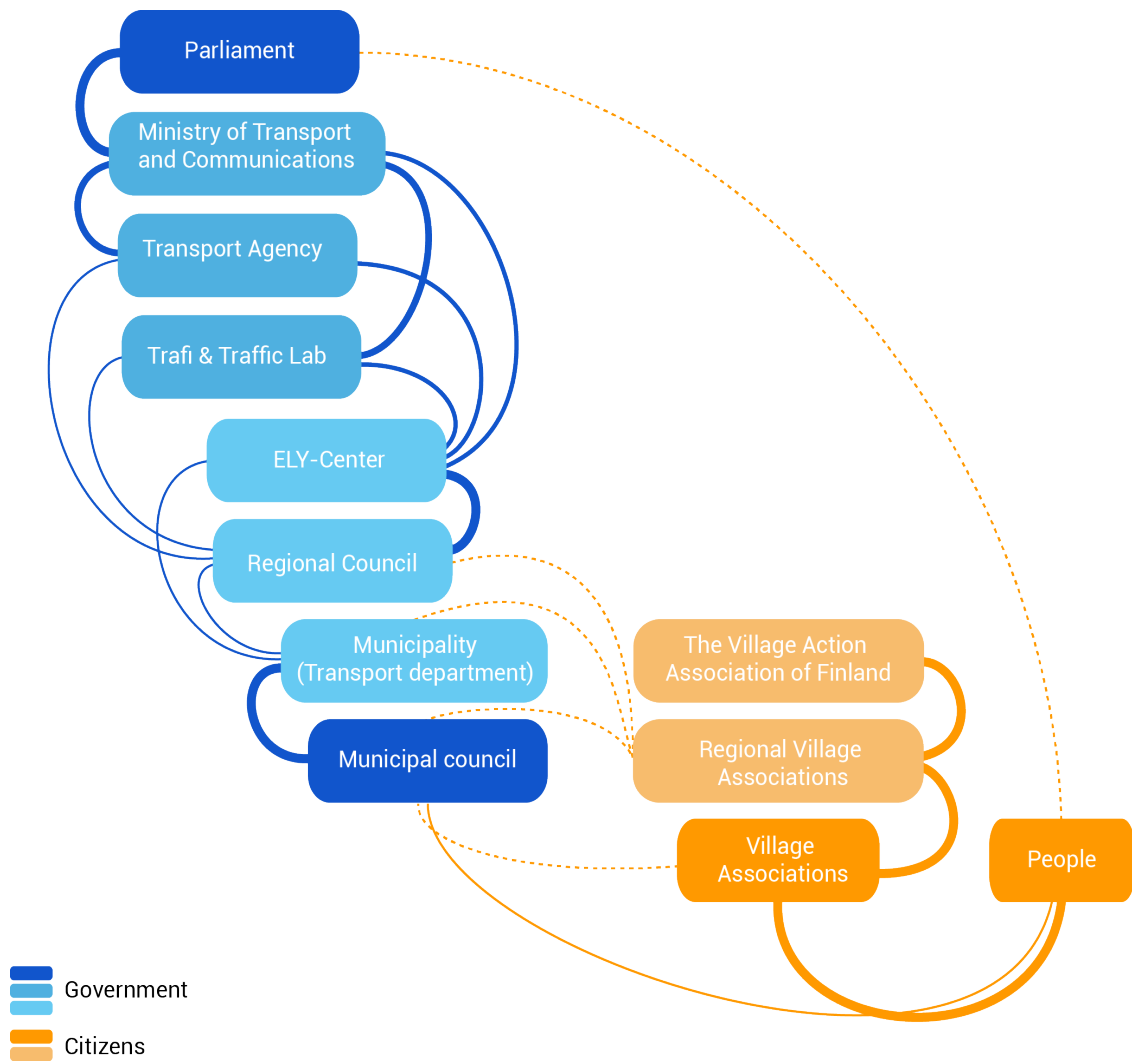 Parliament
Ministry of Transport
and Communications
Transport Agency
Trafi & Traffic Lab
ELY-Center
Regional Council
Municipality
(Transport department)
The Village Action
Association of Finland
Municipal council
Regional Village
Associations
Village
Associations
People
Government
Citizens